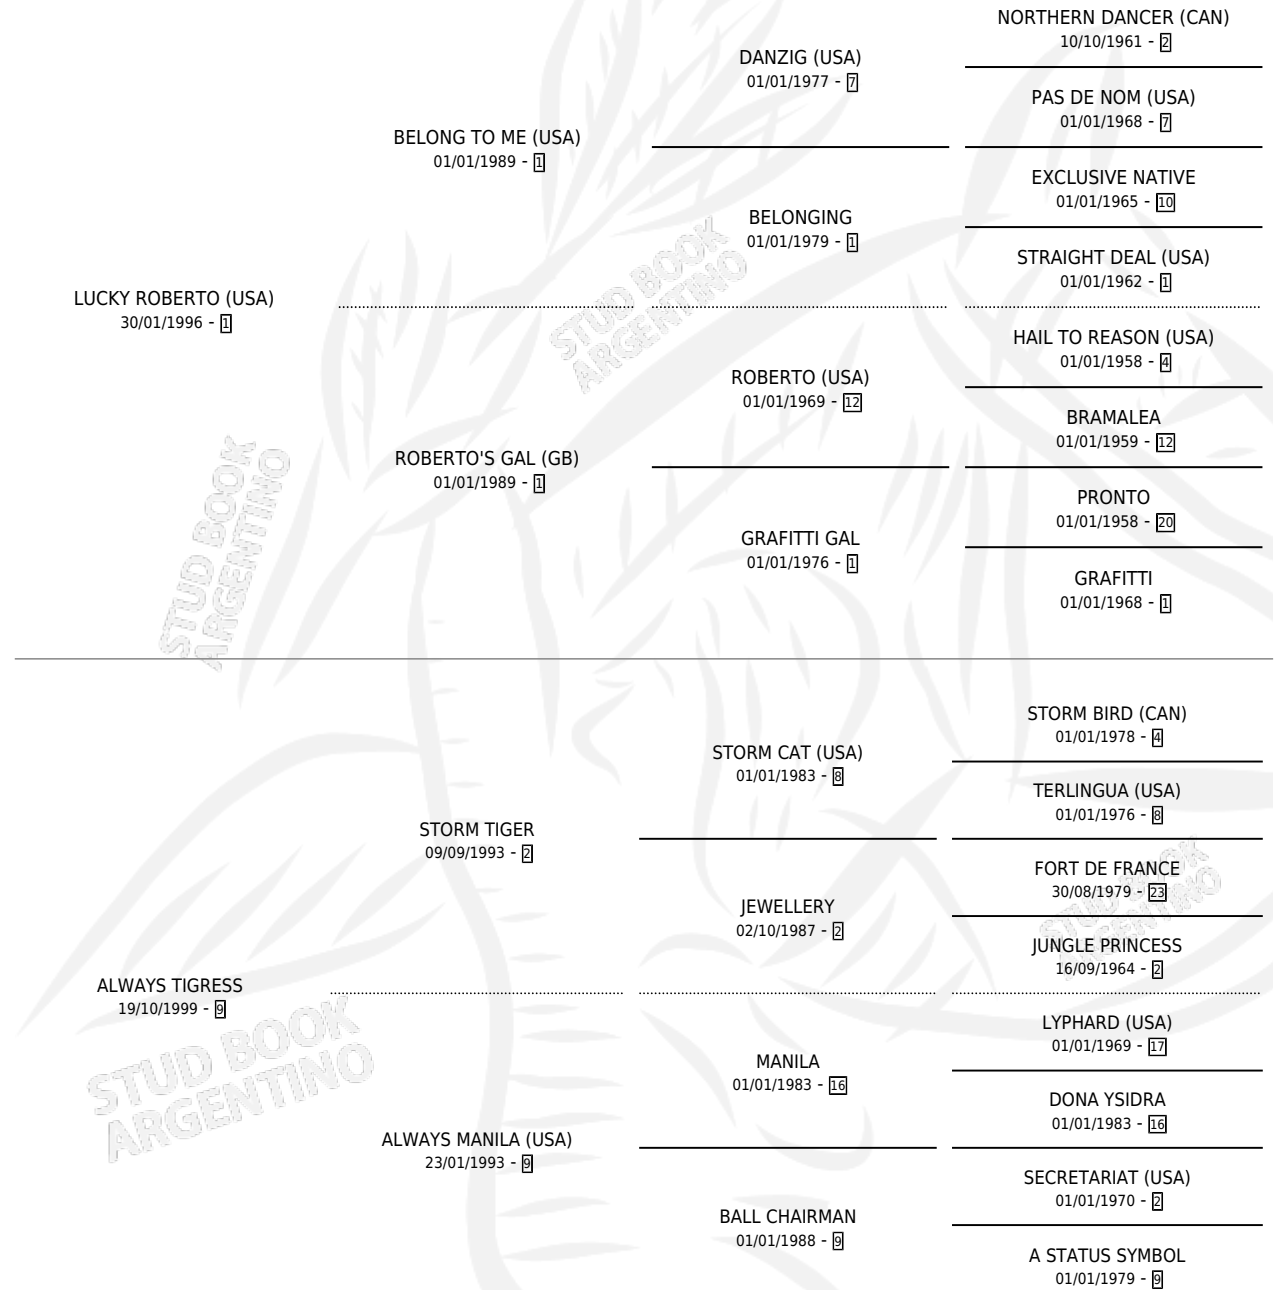 NORTHERN DANCER (CAN)
10/10/1961 - 2
DANZIG (USA)
01/01/1977 - 7
PAS DE NOM (USA)
01/01/1968 - 7
BELONG TO ME (USA)
01/01/1989 - 1
EXCLUSIVE NATIVE
01/01/1965 - 10
BELONGING
01/01/1979 - 1
STRAIGHT DEAL (USA)
01/01/1962 - 1
LUCKY ROBERTO (USA)
30/01/1996 - 1
HAIL TO REASON (USA)
01/01/1958 - 4
ROBERTO (USA)
01/01/1969 - 12
BRAMALEA
01/01/1959 - 12
ROBERTO'S GAL (GB)
01/01/1989 - 1
PRONTO
01/01/1958 - 20
GRAFITTI GAL
01/01/1976 - 1
GRAFITTI
01/01/1968 - 1
STORM BIRD (CAN)
01/01/1978 - 4
STORM CAT (USA)
01/01/1983 - 8
TERLINGUA (USA)
01/01/1976 - 8
STORM TIGER
09/09/1993 - 2
FORT DE FRANCE
30/08/1979 - 23
JEWELLERY
02/10/1987 - 2
JUNGLE PRINCESS
16/09/1964 - 2
ALWAYS TIGRESS
19/10/1999 - 9
LYPHARD (USA)
01/01/1969 - 17
MANILA
01/01/1983 - 16
DONA YSIDRA
01/01/1983 - 16
ALWAYS MANILA (USA)
23/01/1993 - 9
SECRETARIAT (USA)
01/01/1970 - 2
BALL CHAIRMAN
01/01/1988 - 9
A STATUS SYMBOL
01/01/1979 - 9
STUD BOOK
ARGENTINO
STUD BOOK
ARGENTINO
STUD BOOK
ARGENTINO
STUD BOOK
ARGENTINO